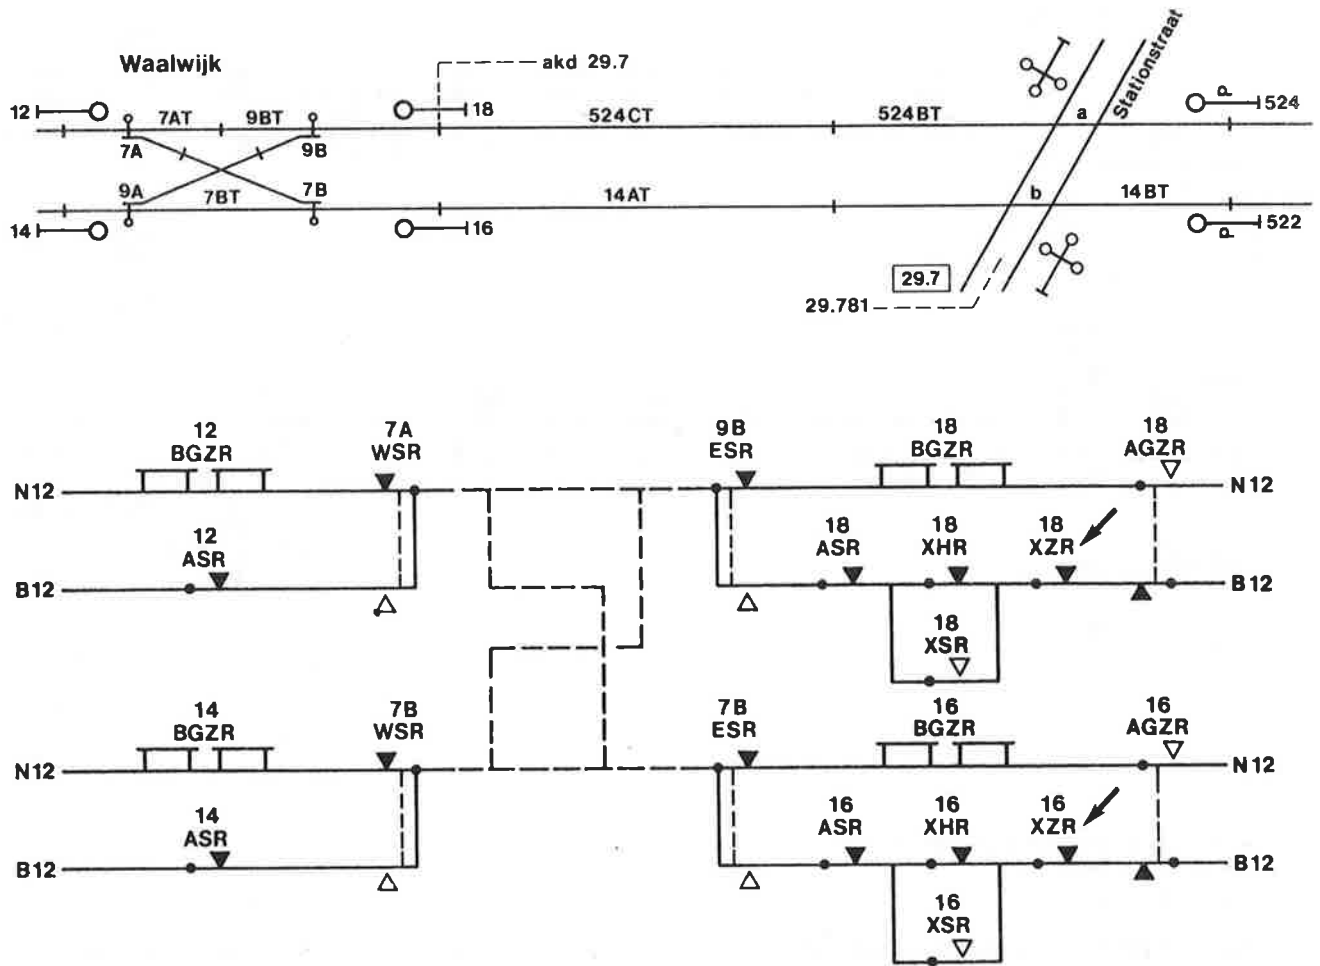 Waalwijk
akd 29.7
Stationstraat
12
7AT
9BT
18
524CT
524BT
a
P
524
7A
9B
9A
7BT
7B
14AT
b
14BT
14
16
P
522
29.7
29.781
12
BGZR
7A
WSR
9B
ESR
18
BGZR
18
AGZR
N12
N12
12
ASR
18
ASR
18
XHR
18
XZR
B12
B12
18
XSR
14
BGZR
7B
WSR
7B
ESR
16
BGZR
16
AGZR
N12
N12
14
ASR
16
ASR
16
XHR
16
XZR
B12
B12
16
XSR